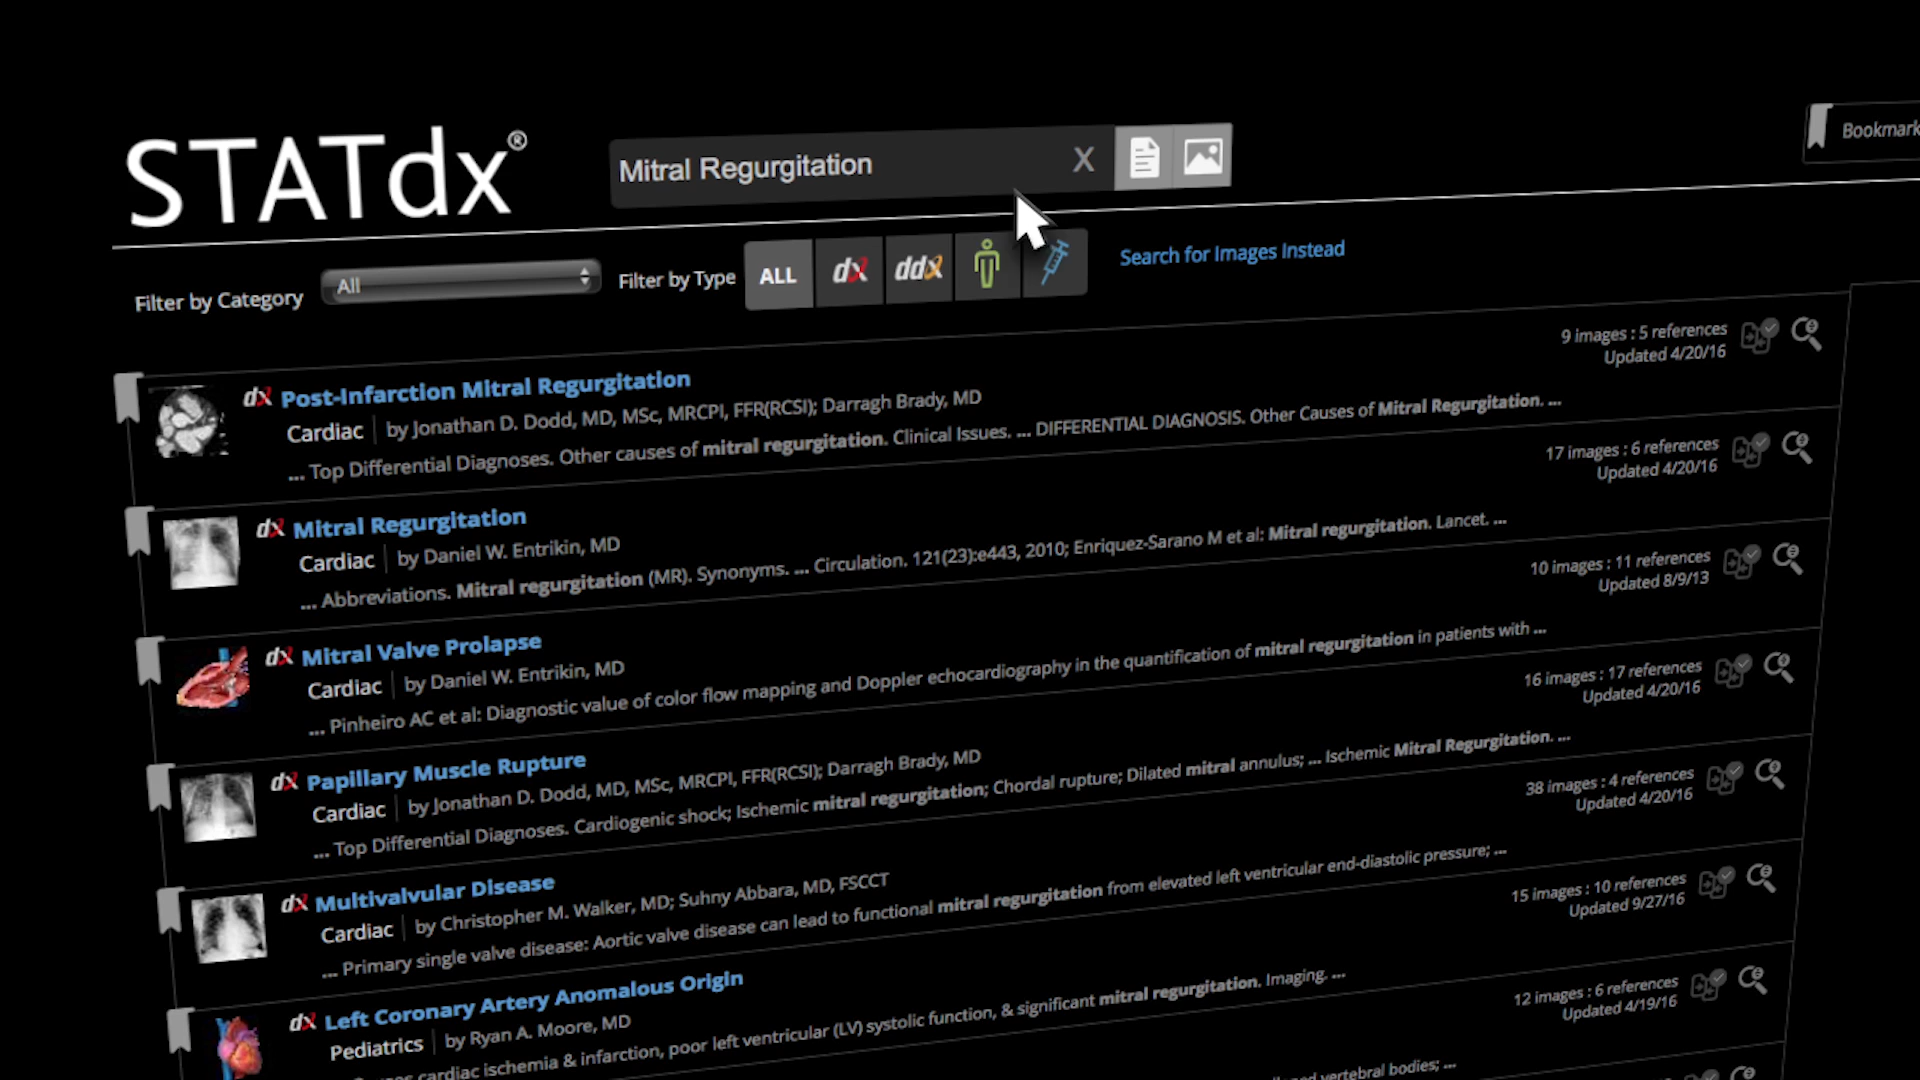 STATdx®
Mitral Regurgitation X
Bookmark
Filter by Category All Filter by Type ALL dx ddx Search for Images Instead
dx Post-Infarction Mitral Regurgitation
Cardiac | by Jonathan D. Dodd, MD, MSc, MRCPI, FFR(RCSI); Darragh Brady, MD
... Top Differential Diagnoses. Other causes of mitral regurgitation. Clinical Issues. ... DIFFERENTIAL DIAGNOSIS. Other Causes of Mitral Regurgitation. ...
9 images : 5 references
Updated 4/20/16
dx Mitral Regurgitation
Cardiac | by Daniel W. Entrikin, MD
... Abbreviations. Mitral regurgitation (MR). Synonyms. ... Circulation. 121(23):e443, 2010; Enriquez-Sarano M et al: Mitral regurgitation. Lancet. ...
17 images : 6 references
Updated 4/20/16
dx Mitral Valve Prolapse
Cardiac | by Daniel W. Entrikin, MD
... Pinheiro AC et al: Diagnostic value of color flow mapping and Doppler echocardiography in the quantification of mitral regurgitation in patients with ...
10 images : 11 references
Updated 8/9/13
dx Papillary Muscle Rupture
Cardiac | by Jonathan D. Dodd, MD, MSc, MRCPI, FFR(RCSI); Darragh Brady, MD
... Top Differential Diagnoses. Cardiogenic shock; Ischemic mitral regurgitation; Chordal rupture; Dilated mitral annulus; ... Ischemic Mitral Regurgitation. ...
16 images : 17 references
Updated 4/20/16
dx Multivalvular Disease
Cardiac | by Christopher M. Walker, MD; Suhny Abbara, MD, FSCCT
... Primary single valve disease: Aortic valve disease can lead to functional mitral regurgitation from elevated left ventricular end-diastolic pressure; ...
38 images : 4 references
Updated 4/20/16
dx Left Coronary Artery Anomalous Origin
Pediatrics | by Ryan A. Moore, MD
cardiac ischemia & infarction, poor left ventricular (LV) systolic function, & significant mitral regurgitation. Imaging. ...
15 images : 10 references
Updated 9/27/16
12 images : 6 references
Updated 4/19/16
vertebral bodies; ...